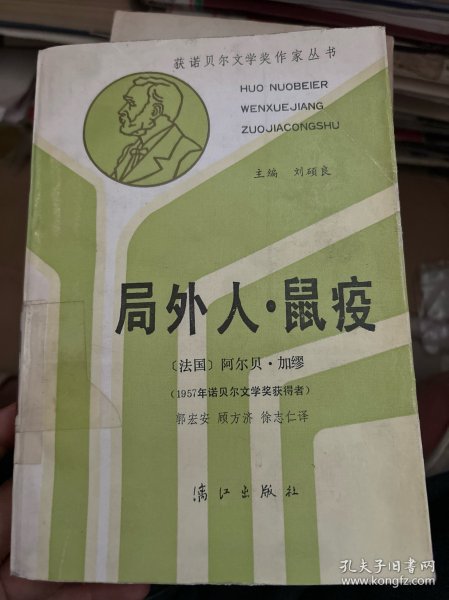 获诺贝尔文学奖作家丛书
HUO NUOBEIER
WENXUEJIANG
ZUOJIACONGSHU
主编 刘硕良
局外人·鼠疫
〔法国〕阿尔贝·加缪
(1957年诺贝尔文学奖获得者)
郭宏安 顾方济 徐志仁译
漓江出版社
孔夫子旧书网
www.kongfz.com